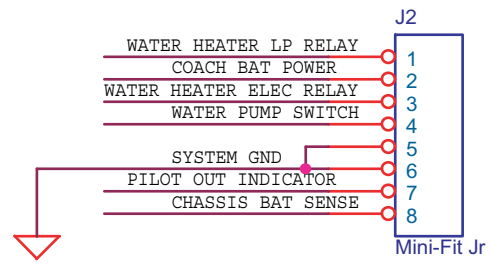 J2
WATER HEATER LP RELAY 1
COACH BAT POWER 2
WATER HEATER ELEC RELAY 3
WATER PUMP SWITCH 4
5
SYSTEM GND 6
PILOT OUT INDICATOR 7
CHASSIS BAT SENSE 8
Mini-Fit Jr